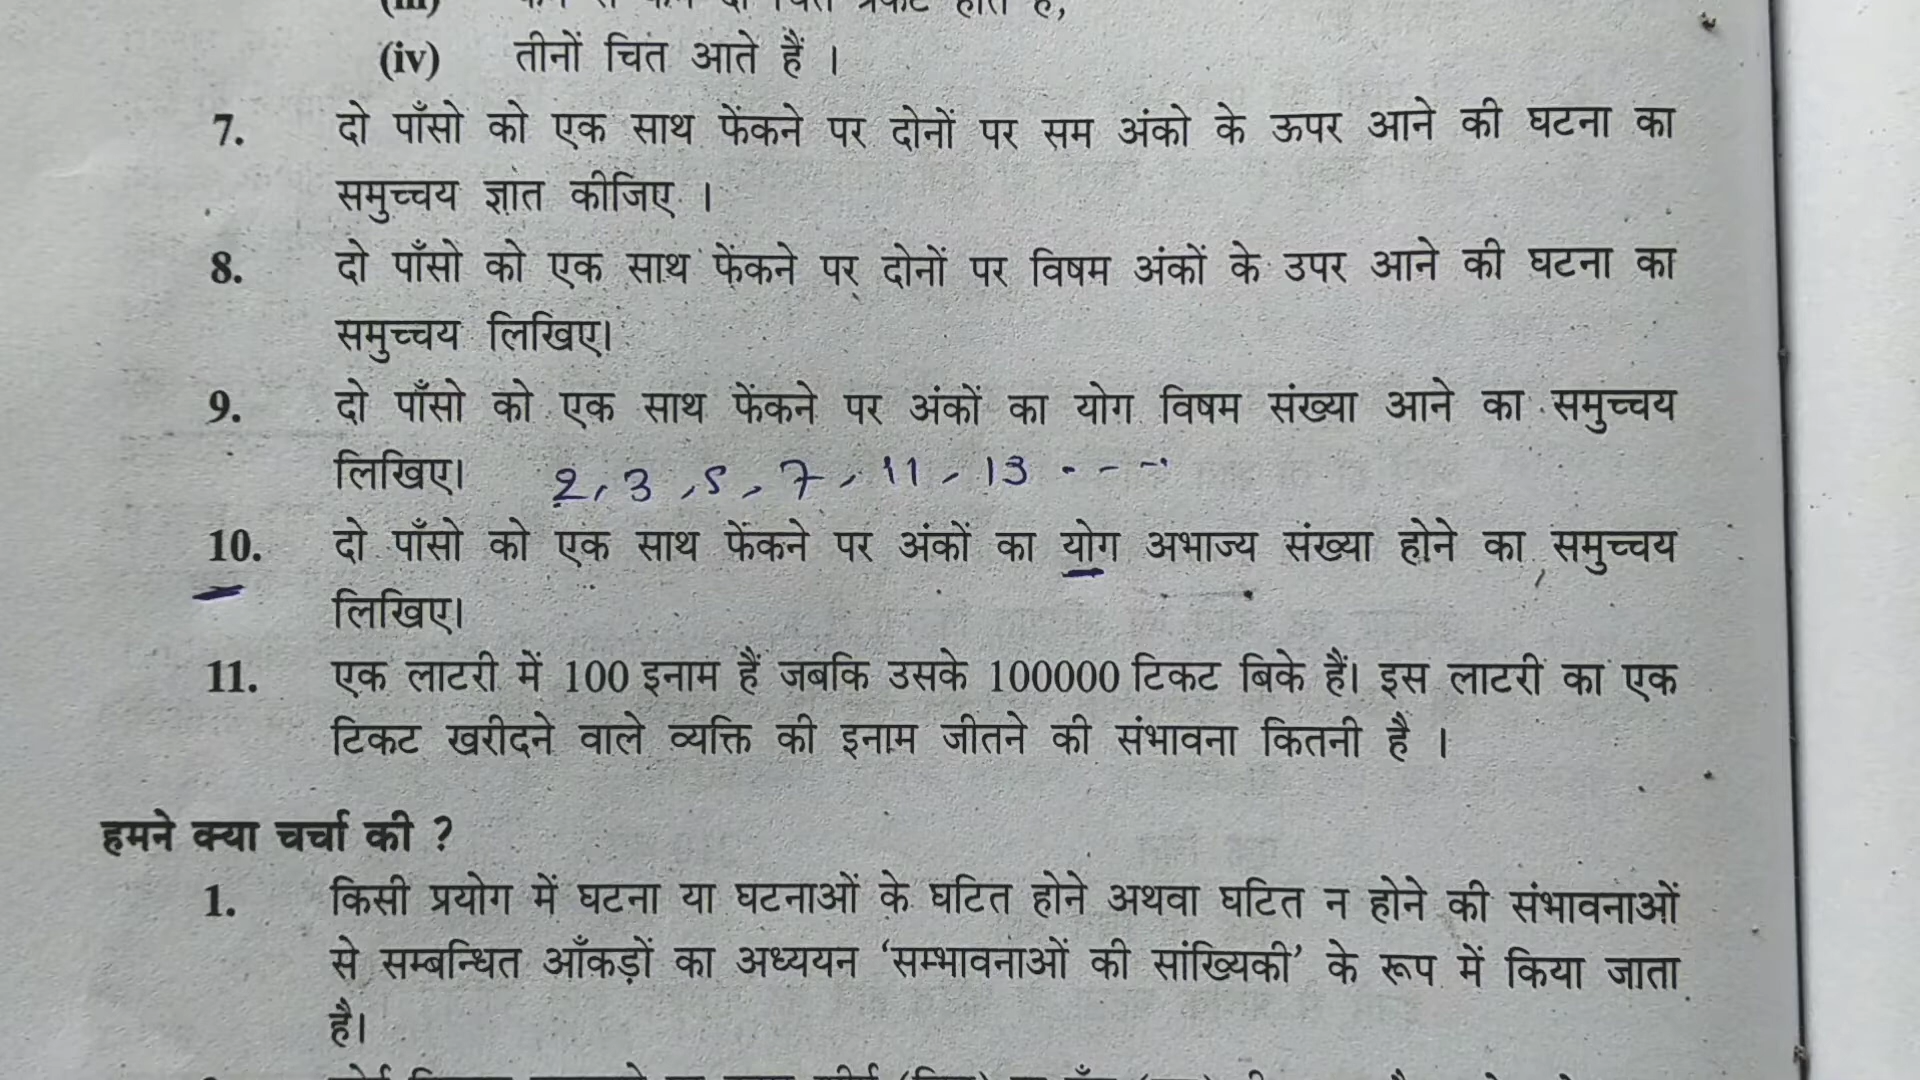 (iv) तीनों चित आते हैं ।
7. दो पाँसो को एक साथ फेंकने पर दोनों पर सम अंको के ऊपर आने की घटना का
समुच्चय ज्ञात कीजिए ।
8. दो पाँसो को एक साथ फेंकने पर दोनों पर विषम अंकों के उपर आने की घटना का
समुच्चय लिखिए।
9. दो पाँसो को एक साथ फेंकने पर अंकों का योग विषम संख्या आने का समुच्चय
लिखिए। 2, 3, 5, 7, 11, 13 - - -
10. दो पाँसो को एक साथ फेंकने पर अंकों का योग अभाज्य संख्या होने का समुच्चय
लिखिए।
11. एक लाटरी में 100 इनाम हैं जबकि उसके 100000 टिकट बिके हैं। इस लाटरी का एक
टिकट खरीदने वाले व्यक्ति की इनाम जीतने की संभावना कितनी है ।
हमने क्या चर्चा की ?
1. किसी प्रयोग में घटना या घटनाओं के घटित होने अथवा घटित न होने की संभावनाओं
से सम्बन्धित आँकड़ों का अध्ययन ‘सम्भावनाओं की सांख्यिकी’ के रूप में किया जाता
है।